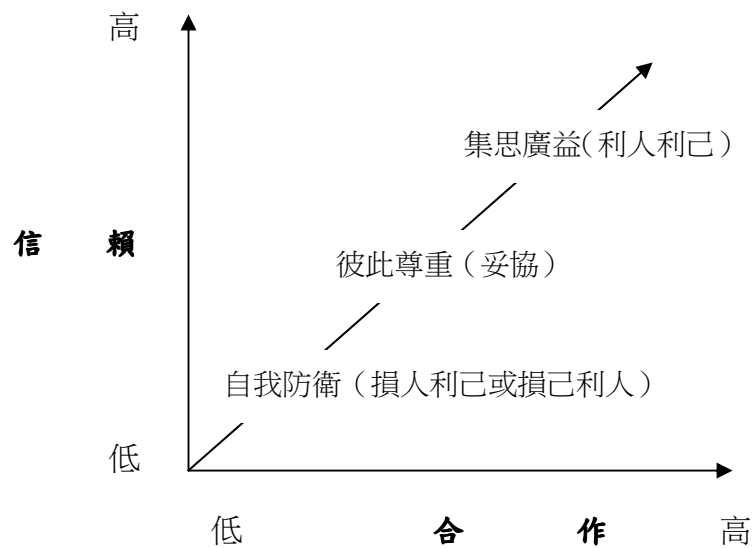 高
集思廣益(利人利己)
信 賴
彼此尊重(妥協)
自我防衛(損人利己或損己利人)
低
低 合 作 高